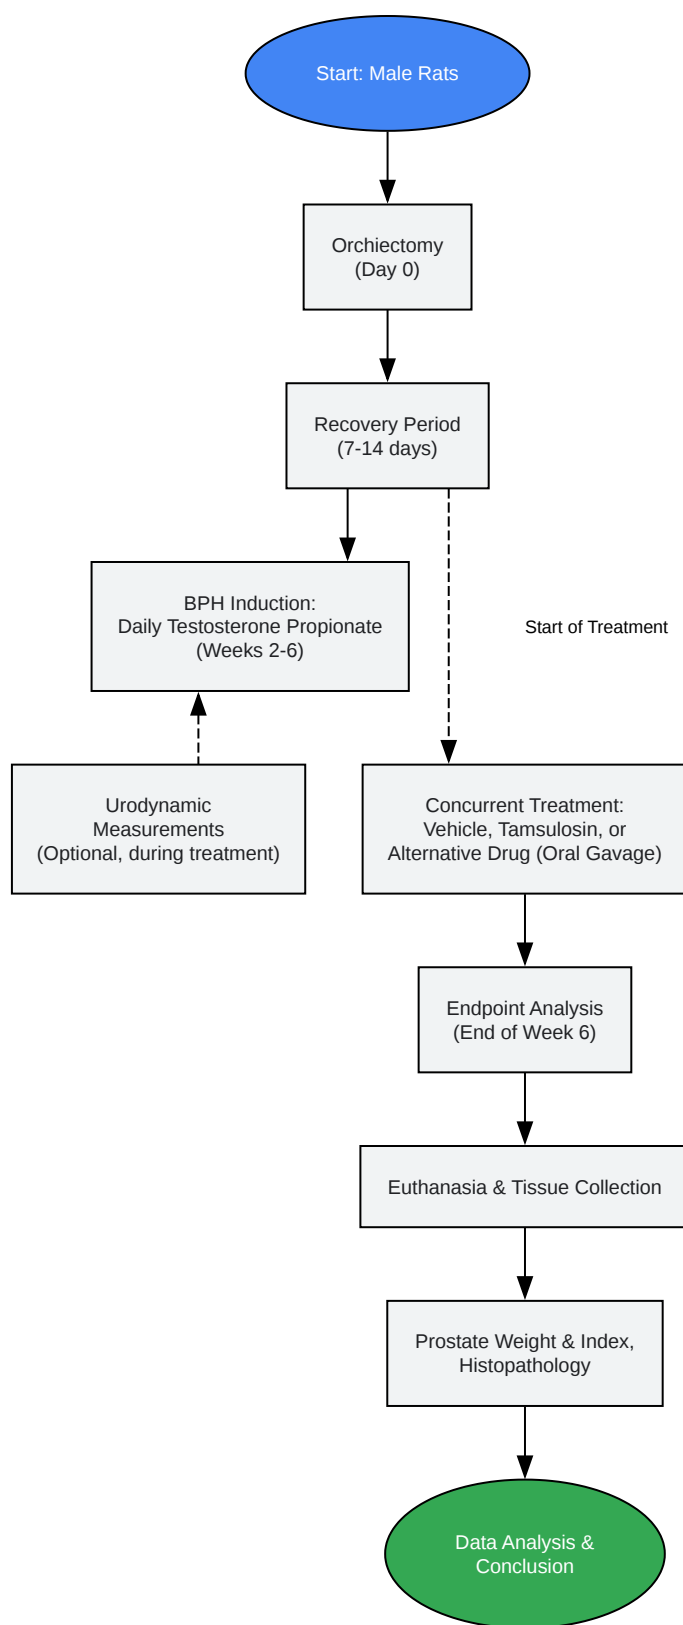 Start: Male Rats
Orchiectomy
(Day 0)
Recovery Period
(7-14 days)
BPH Induction:
Daily Testosterone Propionate
(Weeks 2-6)
Start of Treatment
Urodynamic
Measurements
(Optional, during treatment)
Concurrent Treatment:
Vehicle, Tamsulosin, or
Alternative Drug (Oral Gavage)
Endpoint Analysis
(End of Week 6)
Euthanasia & Tissue Collection
Prostate Weight & Index,
Histopathology
Data Analysis &
Conclusion